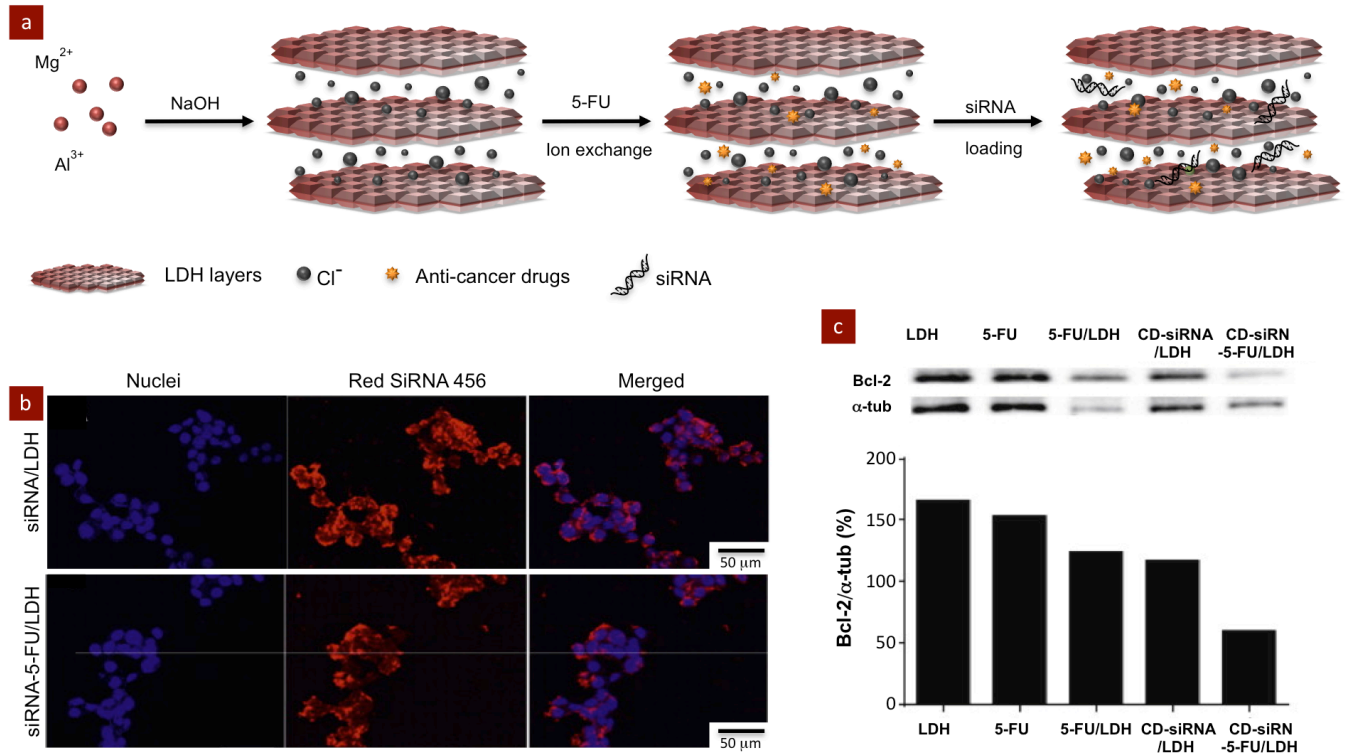 a
Mg2+
Al3+
NaOH
5-FU
Ion exchange
siRNA
loading
LDH layers
Cl-
Anti-cancer drugs
siRNA
b
Nuclei
Red SiRNA 456
Merged
siRNA/LDH
50 μm
siRNA-5-FU/LDH
50 μm
c
LDH
5-FU
5-FU/LDH
CD-siRNA
/LDH
CD-siRN
-5-FU/LDH
Bcl-2
α-tub
Bcl-2/α-tub (%)
200
150
100
50
0
LDH
5-FU
5-FU/LDH
CD-siRNA
/LDH
CD-siRN
-5-FU/LDH